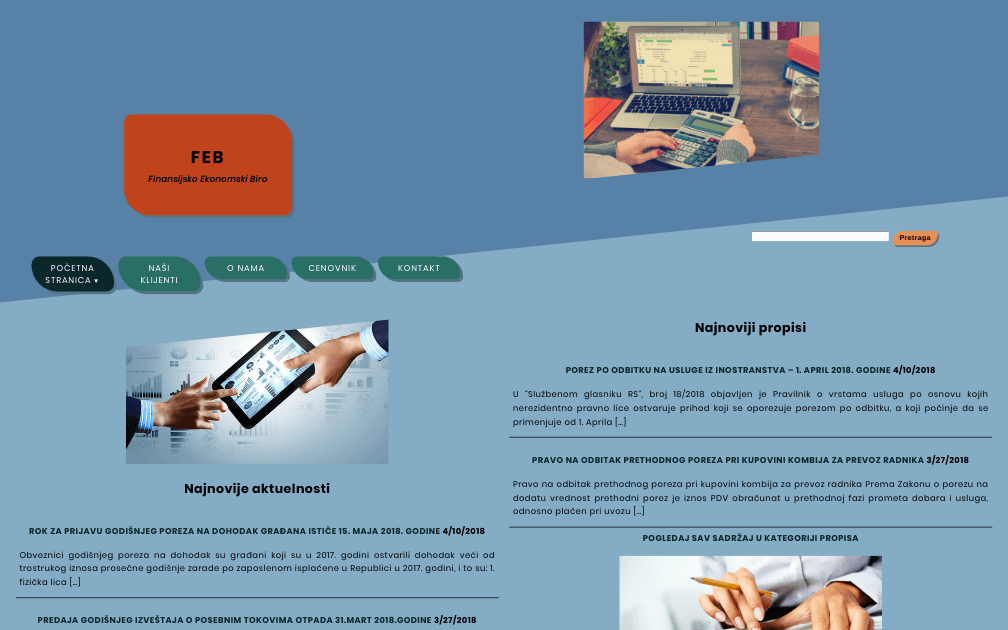 FEB
Finansijsko Ekonomski Biro
Pretraga
POČETNA
STRANICA ▾
NAŠI
KLIJENTI
O NAMA
CENOVNIK
KONTAKT
Najnovije aktuelnosti
ROK ZA PRIJAVU GODIŠNJEG POREZA NA DOHODAK GRAĐANA ISTIČE 15. MAJA 2018. GODINE 4/10/2018
Obveznici godišnjeg poreza na dohodak su građani koji su u 2017. godini ostvarili dohodak veći od
trostrukog iznosa prosečne godišnje zarade po zaposlenom isplaćene u Republici u 2017. godini, i to su: 1.
fizička lica [...]
PREDAJA GODIŠNJEG IZVEŠTAJA O POSEBNIM TOKOVIMA OTPADA 31.MART 2018.GODINE 3/27/2018
Najnoviji propisi
POREZ PO ODBITKU NA USLUGE IZ INOSTRANSTVA – 1. APRIL 2018. GODINE 4/10/2018
U "Službenom glasniku RS", broj 18/2018 objavljen je Pravilnik o vrstama usluga po osnovu kojih
nerezidentno pravno lice ostvaruje prihod koji se oporezuje porezom po odbitku, a koji počinje da se
primenjuje od 1. Aprila [...]
PRAVO NA ODBITAK PRETHODNOG POREZA PRI KUPOVINI KOMBIJA ZA PREVOZ RADNIKA 3/27/2018
Pravo na odbitak prethodnog poreza pri kupovini kombija za prevoz radnika Prema Zakonu o porezu na
dodatu vrednost prethodni porez je iznos PDV obračunat u prethodnoj fazi prometa dobara i usluga,
odnosno plaćen pri uvozu [...]
POGLEDAJ SAV SADRŽAJ U KATEGORIJI PROPISA